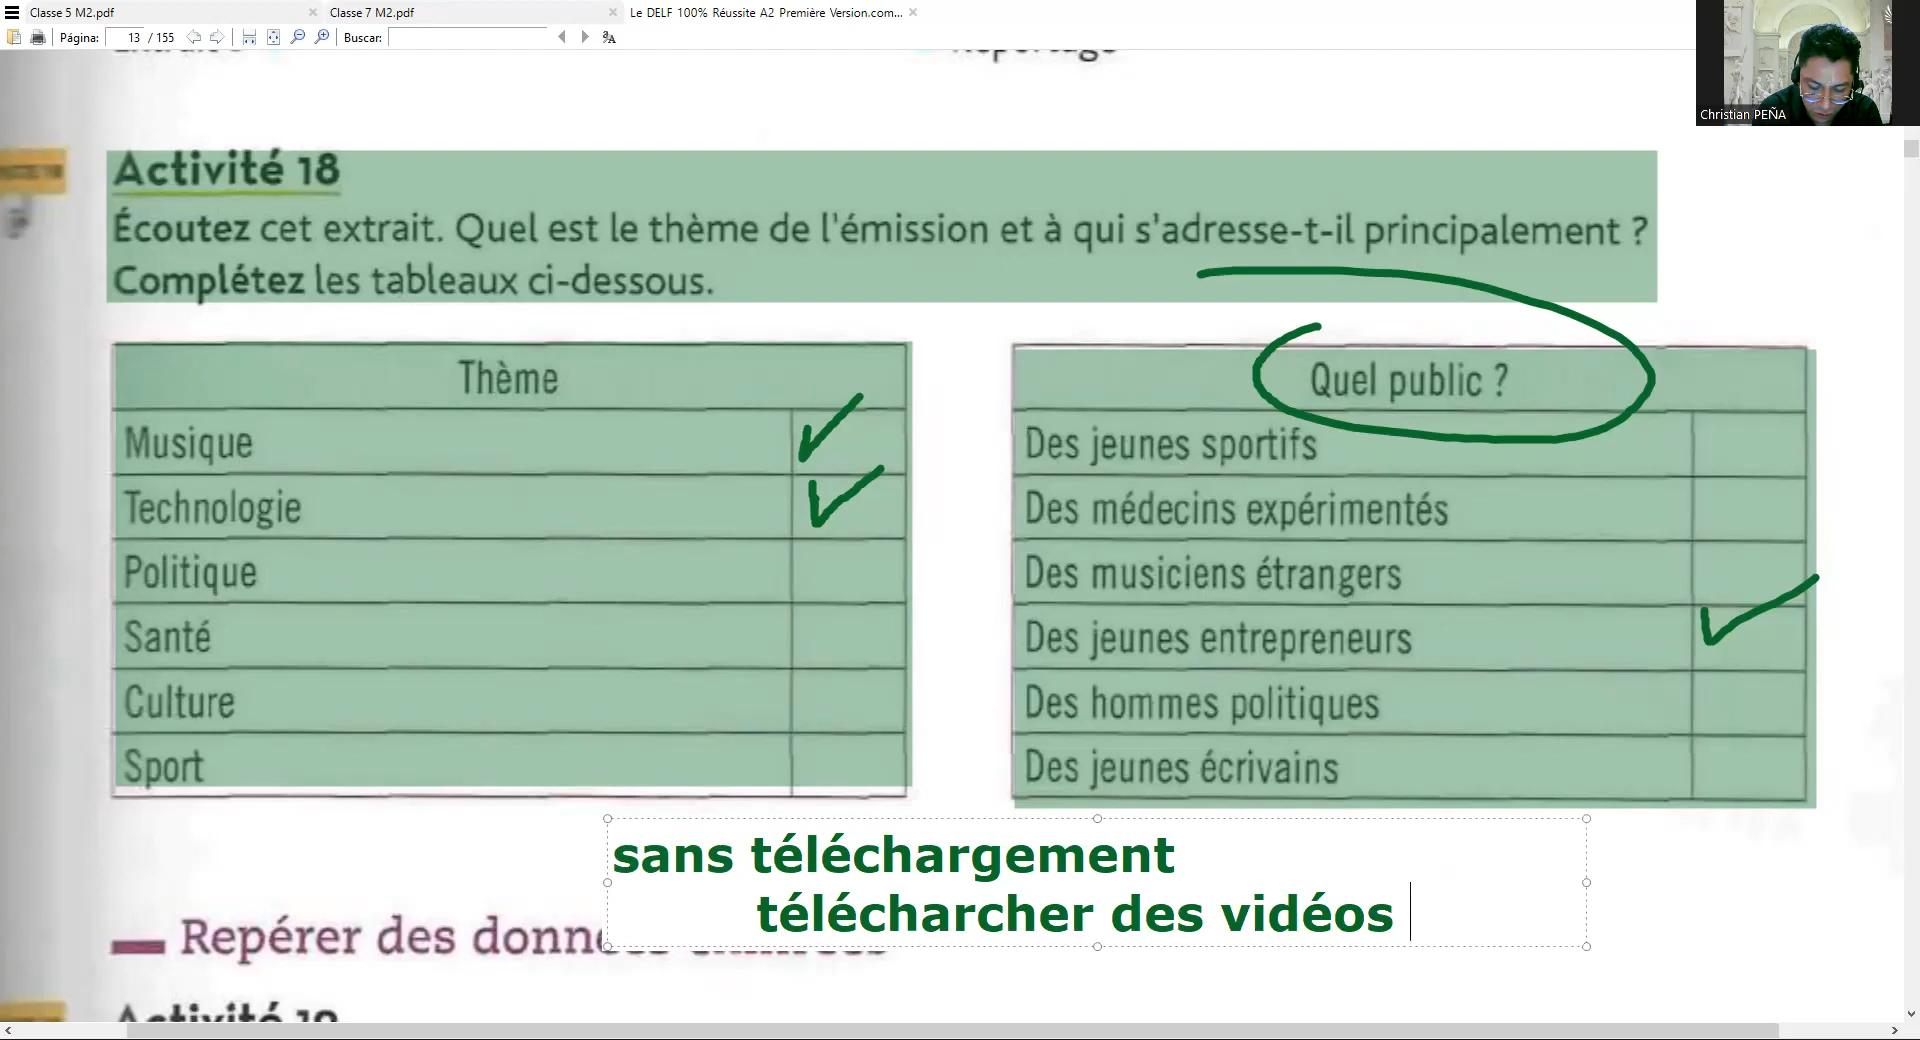 Classe 5 M2.pdf
Classe 7 M2.pdf
Le DELF 100% Réussite A2 Première Version.com...
Página: 13 / 155
Buscar:
Christian PEÑA
Activité 18
Écoutez cet extrait. Quel est le thème de l'émission et à qui s'adresse-t-il principalement ?
Complétez les tableaux ci-dessous.
Thème
Musique
Technologie
Politique
Santé
Culture
Sport
Quel public ?
Des jeunes sportifs
Des médecins expérimentés
Des musiciens étrangers
Des jeunes entrepreneurs
Des hommes politiques
Des jeunes écrivains
sans téléchargement
télécharcher des vidéos
Repérer des